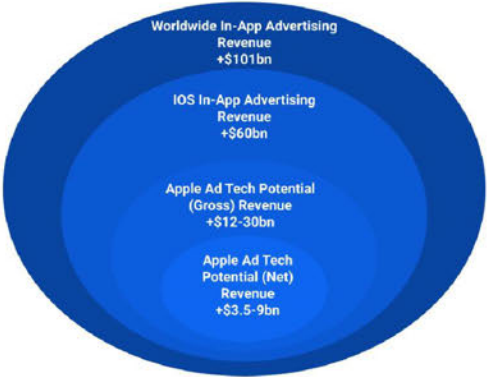 Worldwide In-App Advertising
Revenue
+$101bn
IOS In-App Advertising
Revenue
+$60bn
Apple Ad Tech Potential
(Gross) Revenue
+$12-30bn
Apple Ad Tech
Potential (Net)
Revenue
+$3.5-9bn